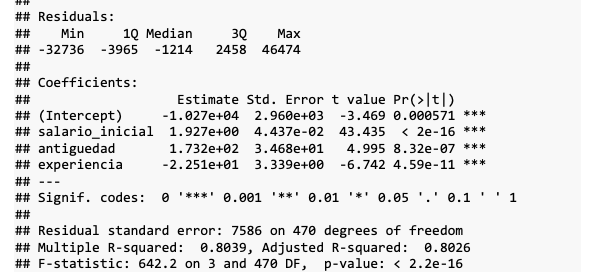 ##
## Residuals:
##    Min     1Q Median     3Q    Max
## -32736  -3965  -1214   2458  46474
##
## Coefficients:
##                   Estimate Std. Error t value Pr(>|t|)
## (Intercept)     -1.027e+04  2.960e+03  -3.469 0.000571 ***
## salario_inicial  1.927e+00  4.437e-02  43.435  < 2e-16 ***
## antiguedad       1.732e+02  3.468e+01   4.995 8.32e-07 ***
## experiencia     -2.251e+01  3.339e+00  -6.742 4.59e-11 ***
## ---
## Signif. codes:  0 '***' 0.001 '**' 0.01 '*' 0.05 '.' 0.1 ' ' 1
##
## Residual standard error: 7586 on 470 degrees of freedom
## Multiple R-squared:  0.8039, Adjusted R-squared:  0.8026
## F-statistic: 642.2 on 3 and 470 DF,  p-value: < 2.2e-16